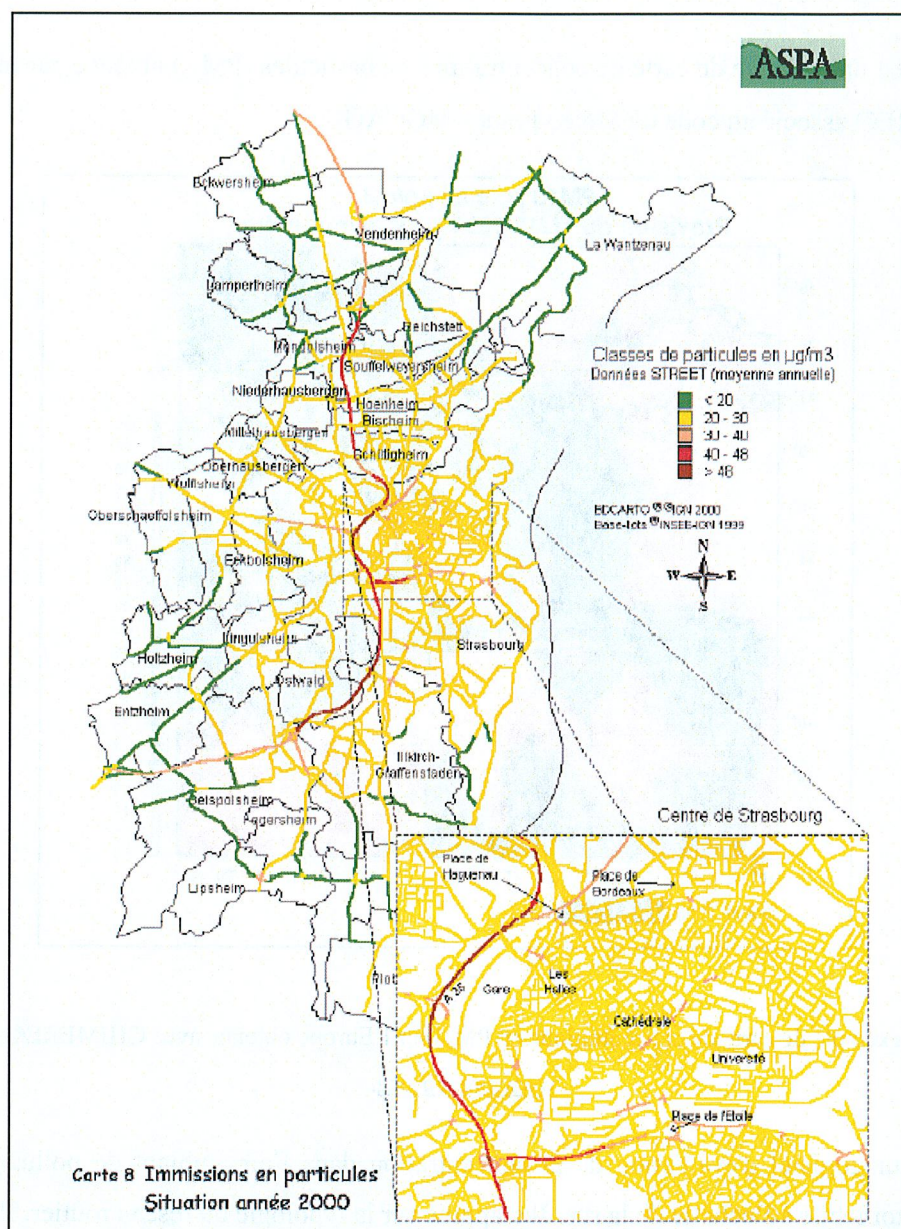 ASPA
Eckwersheim
Vendenheim
La Wantzenau
Lampertheim
Reichstett
Mundolsheim
Souffelweyersheim
Niederhausbergen
Hoenheim
Bischeim
Mittelhausbergen
Schiltigheim
Oberhausbergen
Wolfisheim
Oberschaeffolsheim
Eckbolsheim
Lingolsheim
Strasbourg
Holtzheim
Ostwald
Entzheim
Illkirch-
Graffenstaden
Geispolsheim
Fegersheim
Lipsheim
Plob
Classes de particules en µg/m3
Données STREET (moyenne annuelle)
< 20
20 - 30
30 - 40
40 - 48
> 48
BDCARTO ® ©IGN 2000
Base-Ilots ®INSEE-IGN 1999
N
W E
S
Centre de Strasbourg
Place de
Haguenau
Place de
Bordeaux
A 35
Gare
Les
Halles
Cathédrale
Université
Place de l'Etoile
Carte 8 Immissions en particules
Situation année 2000